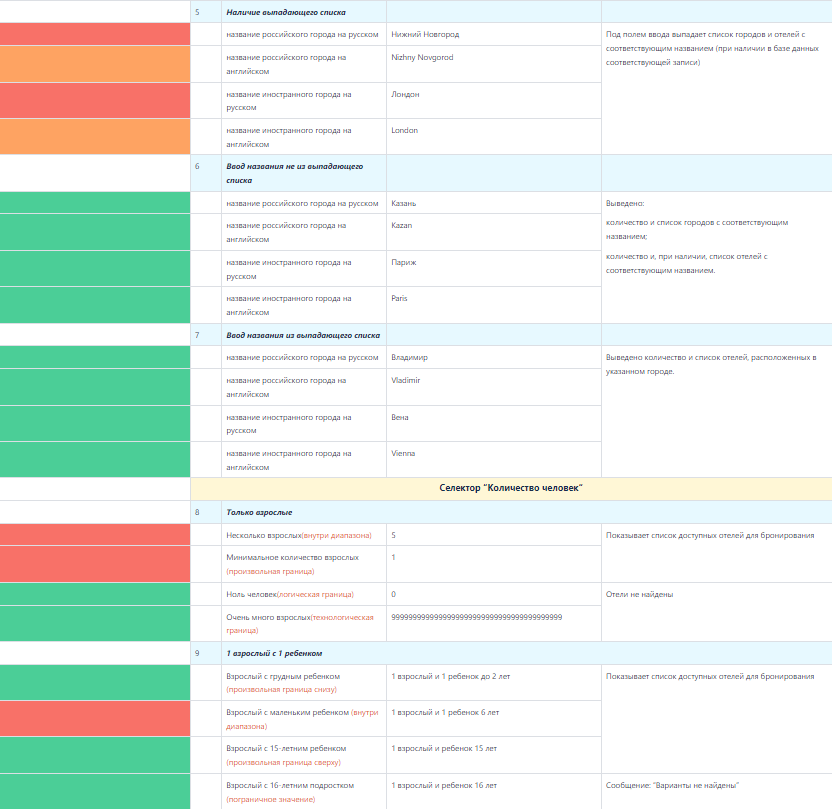 5
Наличие выпадающего списка
название российского города на русском
Нижний Новгород
Под полем ввода выпадает список городов и отелей с
соответствующим названием (при наличии в базе данных
соответствующей записи)
название российского города на
английском
Nizhny Novgorod
название иностранного города на
русском
Лондон
название иностранного города на
английском
London
6
Ввод названия не из выпадающего
списка
название российского города на русском
Казань
Выведено:
количество и список городов с соответствующим
названием;
количество и, при наличии, список отелей с
соответствующим названием.
название российского города на
английском
Kazan
название иностранного города на
русском
Париж
название иностранного города на
английском
Paris
7
Ввод названия из выпадающего списка
название российского города на русском
Владимир
Выведено количество и список отелей, расположенных в
указанном городе.
название российского города на
английском
Vladimir
название иностранного города на
русском
Вена
название иностранного города на
английском
Vienna
Селектор "Количество человек"
8
Только взрослые
Несколько взрослых(внутри диапазона)
5
Показывает список доступных отелей для бронирования
Минимальное количество взрослых
(произвольная граница)
1
Ноль человек(логическая граница)
0
Отели не найдены
Очень много взрослых(технологическая
граница)
9
1 взрослый с 1 ребенком
Взрослый с грудным ребенком
(произвольная граница снизу)
1 взрослый и 1 ребенок до 2 лет
Показывает список доступных отелей для бронирования
Взрослый с маленьким ребенком (внутри
диапазона)
1 взрослый и 1 ребенок 6 лет
Взрослый с 15-летним ребенком
(произвольная граница сверху)
1 взрослый и ребенок 15 лет
Взрослый с 16-летним подростком
(пограничное значение)
1 взрослый и ребенок 16 лет
Сообщение: "Варианты не найдены"